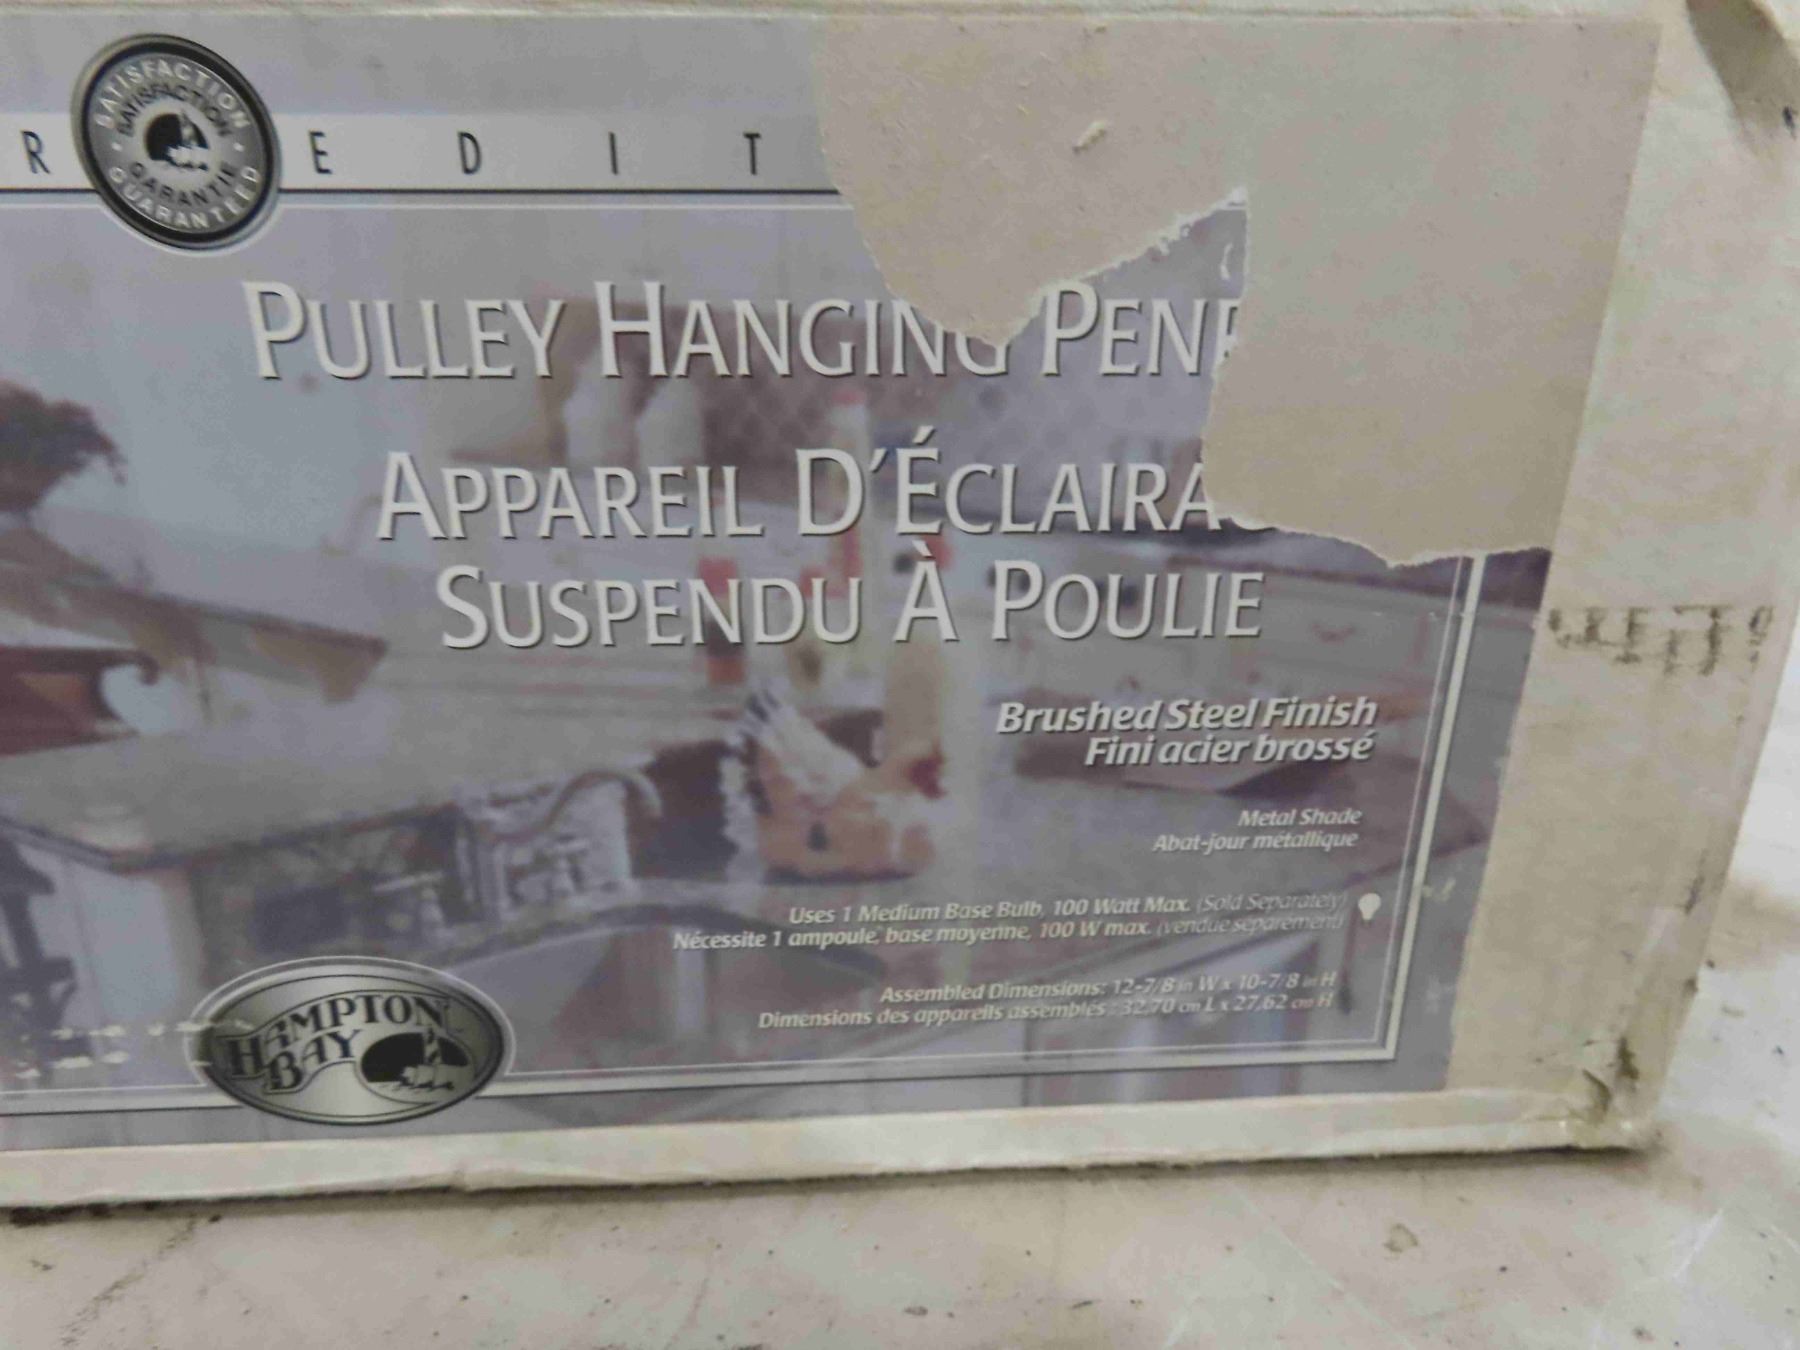 R E D I T
SATISFACTION
SATISFACTION
GARANTIE
GUARANTEED
PULLEY HANGING PEN
APPAREIL D'ÉCLAIRA
SUSPENDU À POULIE
Brushed Steel Finish
Fini acier brossé
Metal Shade
Abat-jour métallique
Uses 1 Medium Base Bulb, 100 Watt Max. (Sold Separately)
Nécessite 1 ampoule, base moyenne, 100 W max. (vendue séparément)
Assembled Dimensions: 12-7/8 in W x 10-7/8 in H
Dimensions des appareils assemblés : 32,70 cm L x 27,62 cm H
HAMPTON
BAY